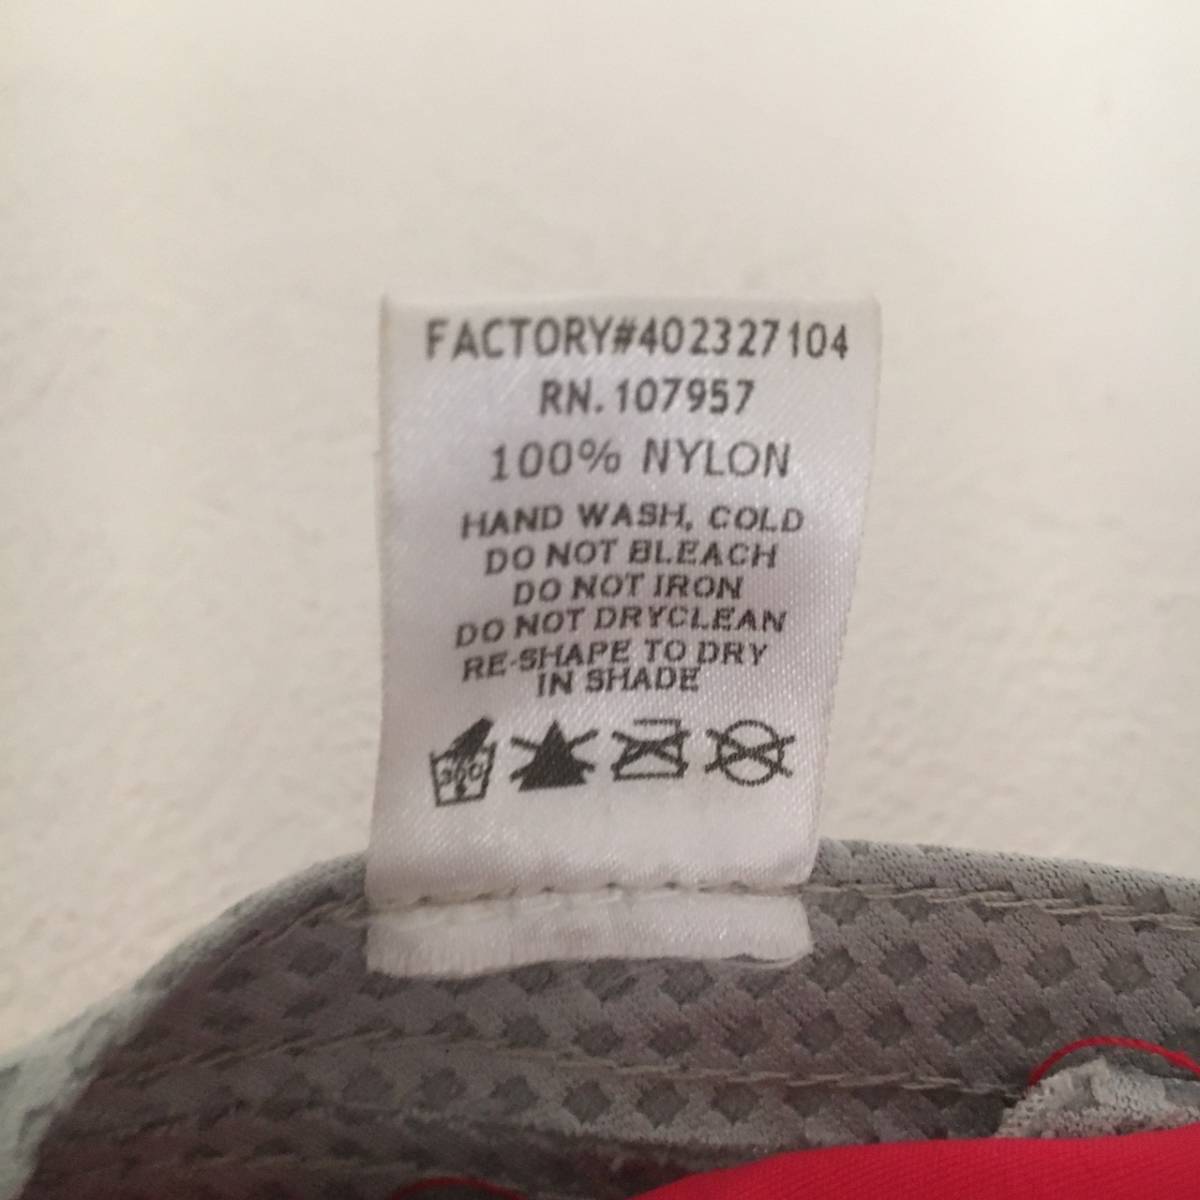 FACTORY#402327104
RN. 107957
100% NYLON
HAND WASH, COLD
DO NOT BLEACH
DO NOT IRON
DO NOT DRYCLEAN
RE-SHAPE TO DRY
IN SHADE